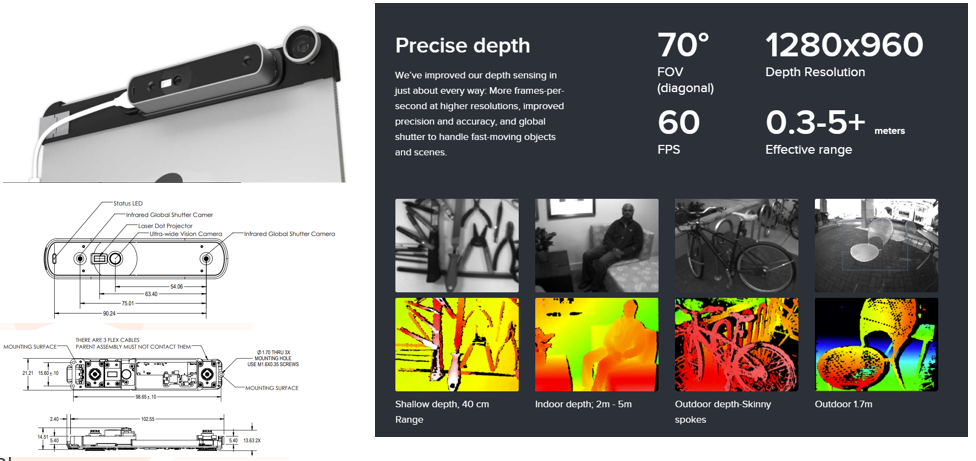 Status LED
Infrared Global Shutter Camer
Laser Dot Projector
Ultra-wide Vision Camera
Infrared Global Shutter Camera
54.06
63.40
75.01
90.24
THERE ARE 3 FLEX CABLES
PARENT ASSEMBLY MUST NOT CONTACT THEM
MOUNTING SURFACE
Ø1.70 THRU 3X
MOUNTING HOLE
USE M1.6X0.35 SCREWS
21.21
15.60±.10
MOUNTING SURFACE
98.65±.10
2.40
102.55
14.51
5.40
5.40
13.63 2X
Precise depth
We've improved our depth sensing in
just about every way: More frames-per-
second at higher resolutions, improved
precision and accuracy, and global
shutter to handle fast-moving objects
and scenes.
70°
FOV
(diagonal)
1280x960
Depth Resolution
60
FPS
0.3-5+ meters
Effective range
Shallow depth, 40 cm
Range
Indoor depth; 2m - 5m
Outdoor depth-Skinny
spokes
Outdoor 1.7m